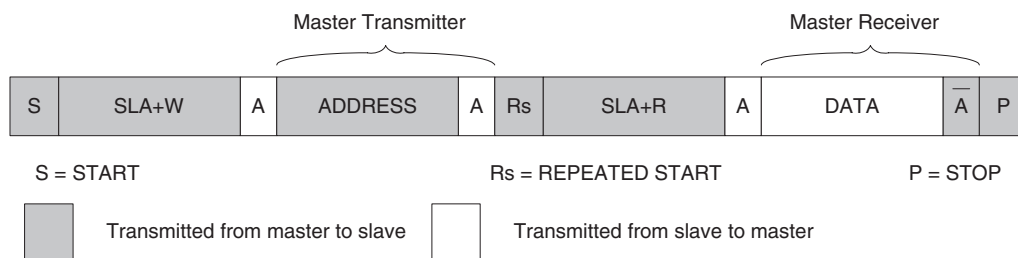 Master Transmitter Master Receiver
S SLA+W A ADDRESS A Rs SLA+R A DATA A̅ P
S = START Rs = REPEATED START P = STOP
Transmitted from master to slave Transmitted from slave to master